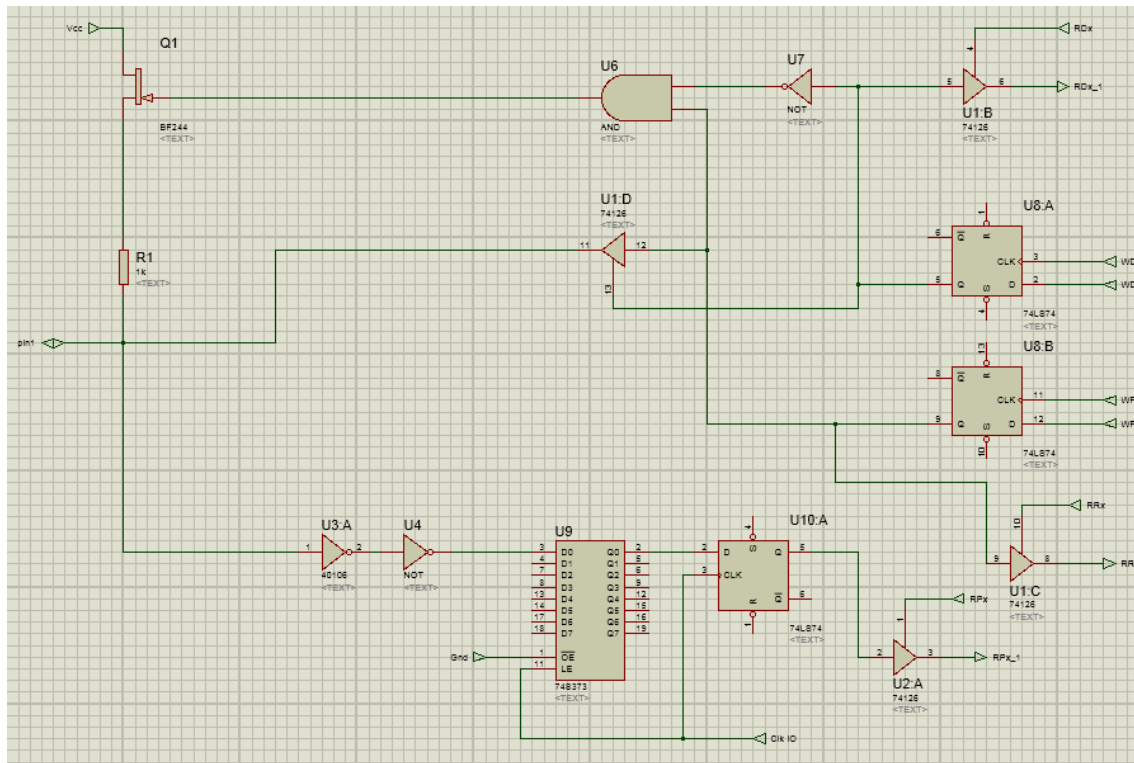 Vcc
Q1
BF244
<TEXT>
U6
AND
<TEXT>
U7
NOT
<TEXT>
RDx
4
5
6
RDx_1
U1:B
74126
<TEXT>
U1:D
74126
<TEXT>
11
12
13
R1
1k
<TEXT>
pin1
U8:A
1
6
Q
R
CLK
3
WD
5
Q
S
D
2
WD
4
74LS74
<TEXT>
U8:B
13
8
Q
R
CLK
11
9
Q
S
D
12
10
74LS74
<TEXT>
RRx
10
9
8
RR
U1:C
74126
<TEXT>
U3:A
1
2
40106
<TEXT>
U4
NOT
<TEXT>
U9
3 D0 Q0 2
4 D1 Q1 5
7 D2 Q2 6
8 D3 Q3 9
13 D4 Q4 12
14 D5 Q5 15
17 D6 Q6 16
18 D7 Q7 19
Gnd
1 OE
11 LE
74S373
<TEXT>
U10:A
4
2 D S Q 5
3 CLK
R Q 6
1
74LS74
<TEXT>
RPx
1
2
3
RPx_1
U2:A
74126
<TEXT>
Clk IO